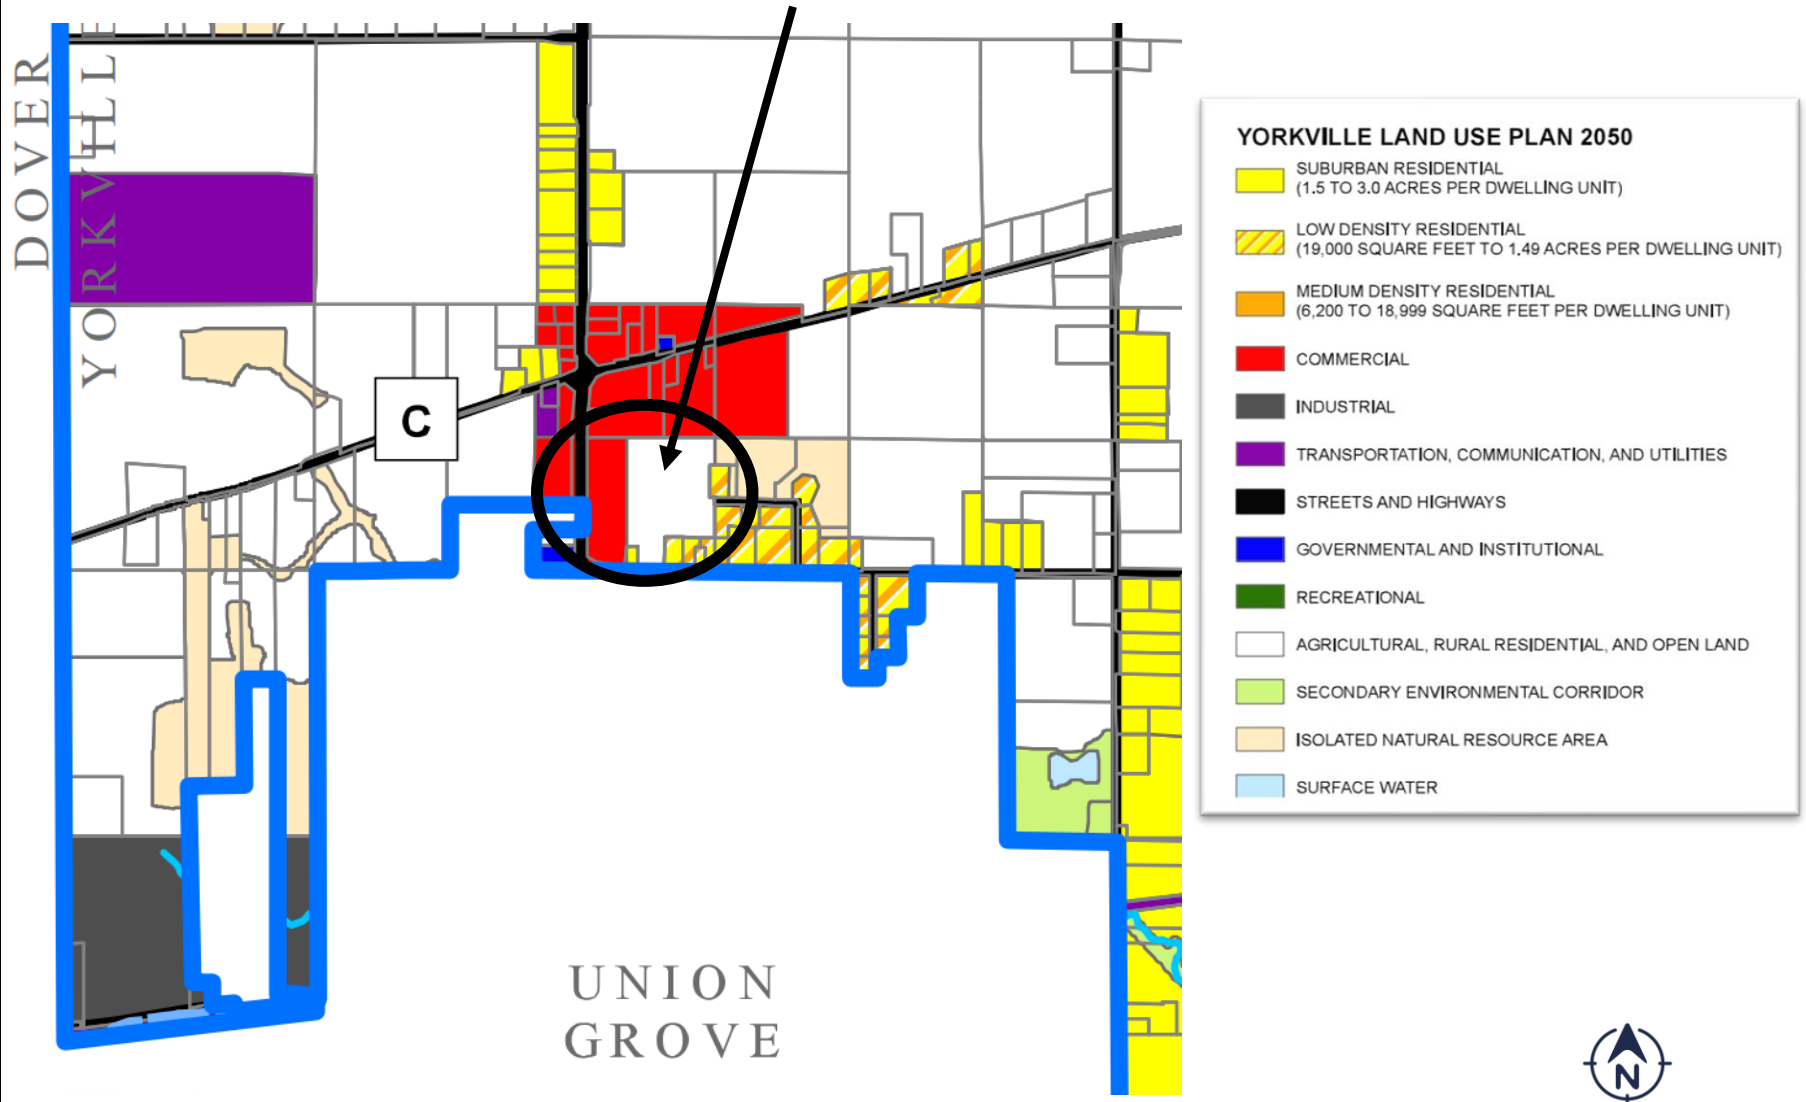 DOVER
YORKVILLE
C
UNION
GROVE
YORKVILLE LAND USE PLAN 2050
SUBURBAN RESIDENTIAL
(1.5 TO 3.0 ACRES PER DWELLING UNIT)
LOW DENSITY RESIDENTIAL
(19,000 SQUARE FEET TO 1.49 ACRES PER DWELLING UNIT)
MEDIUM DENSITY RESIDENTIAL
(6,200 TO 18,999 SQUARE FEET PER DWELLING UNIT)
COMMERCIAL
INDUSTRIAL
TRANSPORTATION, COMMUNICATION, AND UTILITIES
STREETS AND HIGHWAYS
GOVERNMENTAL AND INSTITUTIONAL
RECREATIONAL
AGRICULTURAL, RURAL RESIDENTIAL, AND OPEN LAND
SECONDARY ENVIRONMENTAL CORRIDOR
ISOLATED NATURAL RESOURCE AREA
SURFACE WATER
N